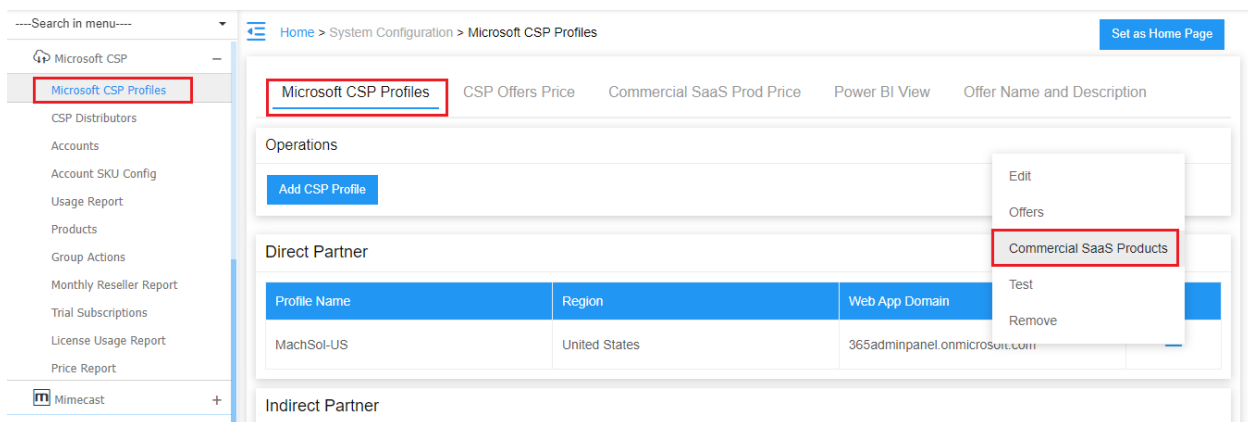 ----Search in menu----
Microsoft CSP
Microsoft CSP Profiles
CSP Distributors
Accounts
Account SKU Config
Usage Report
Products
Group Actions
Monthly Reseller Report
Trial Subscriptions
License Usage Report
Price Report
Mimecast
Home > System Configuration > Microsoft CSP Profiles
Set as Home Page
Microsoft CSP Profiles CSP Offers Price Commercial SaaS Prod Price Power BI View Offer Name and Description
Operations
Add CSP Profile
Edit
Offers
Commercial SaaS Products
Test
Remove
Direct Partner
Profile Name Region Web App Domain
MachSol-US United States 365adminpanel.onmicrosoft.com
Indirect Partner